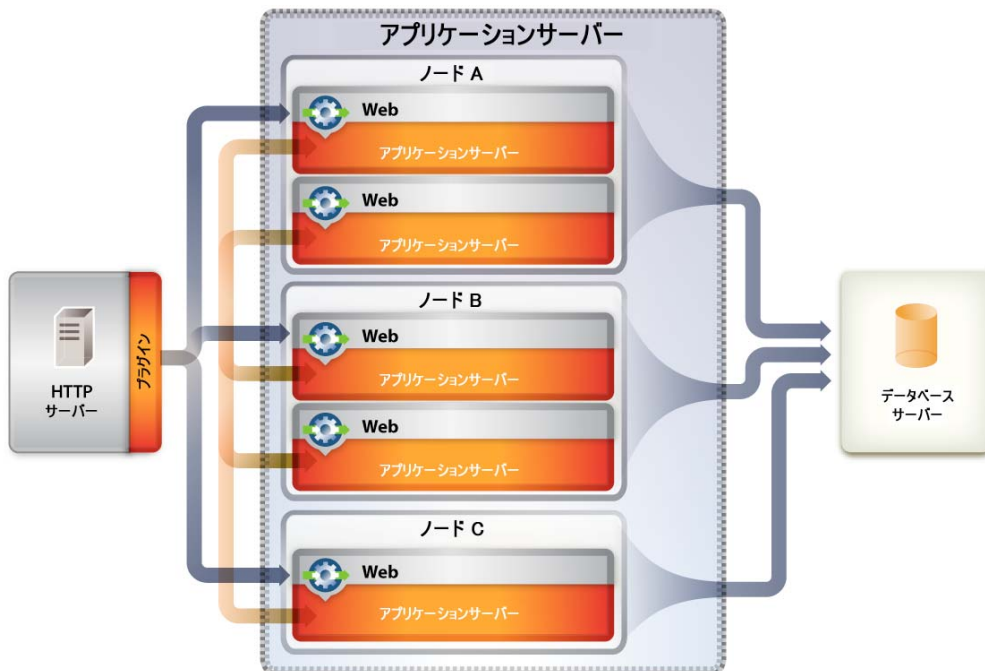 アプリケーションサーバー
ノード A
Web
アプリケーションサーバー
Web
アプリケーションサーバー
ノード B
Web
アプリケーションサーバー
Web
アプリケーションサーバー
ノード C
Web
アプリケーションサーバー
HTTP
サーバー
プラグイン
データベース
サーバー